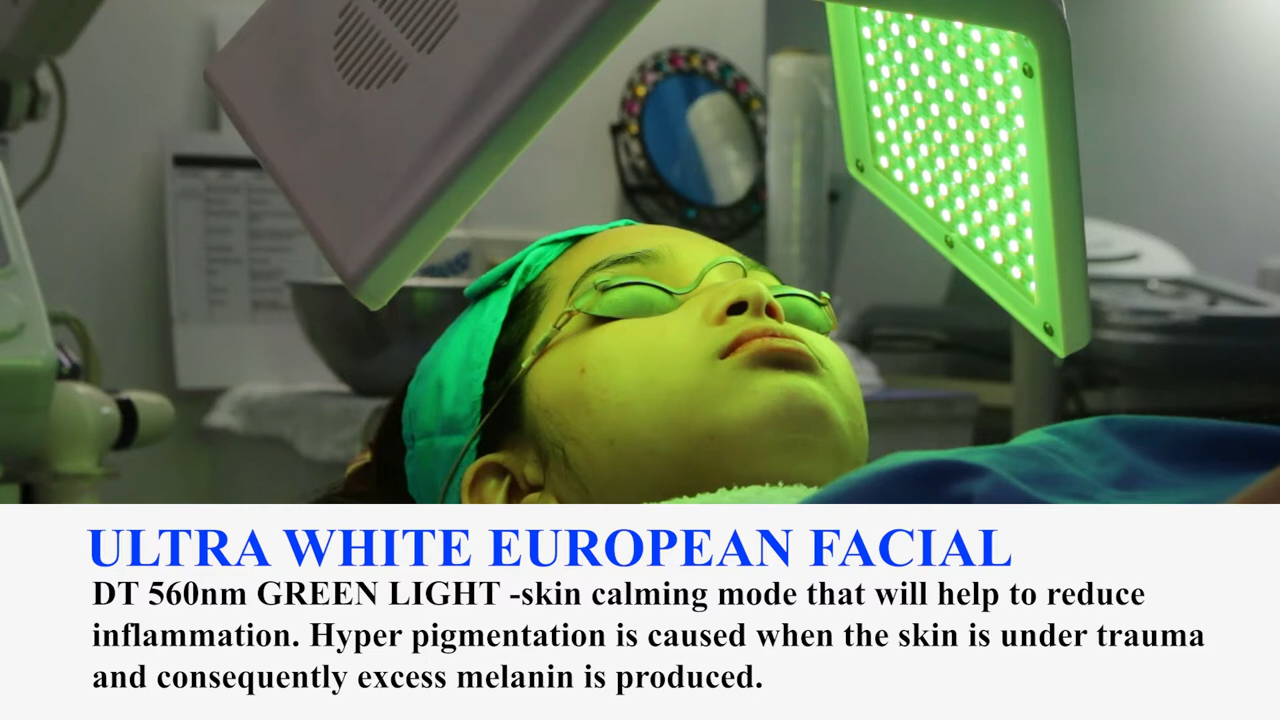 ULTRA WHITE EUROPEAN FACIAL
DT 560nm GREEN LIGHT -skin calming mode that will help to reduce
inflammation. Hyper pigmentation is caused when the skin is under trauma
and consequently excess melanin is produced.